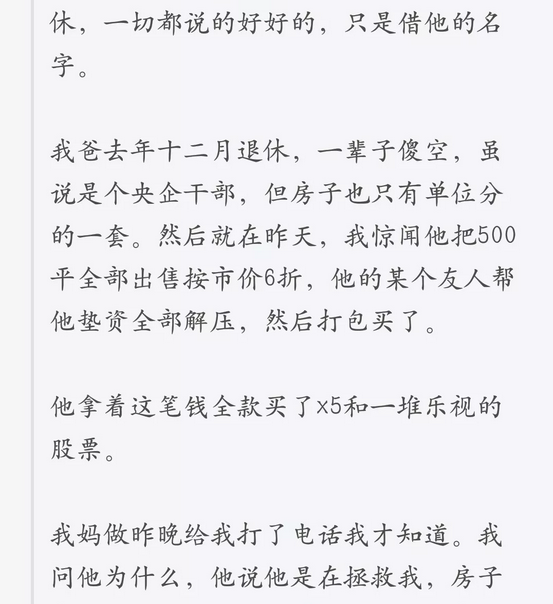 休，一切都说的好好的，只是借他的名
字。
我爸去年十二月退休，一辈子傻空，虽
说是个央企干部，但房子也只有单位分
的一套。然后就在昨天，我惊闻他把500
平全部出售按市价6折，他的某个友人帮
他垫资全部解压，然后打包买了。
他拿着这笔钱全款买了x5和一堆乐视的
股票。
我妈做昨晚给我打了电话我才知道。我
问他为什么，他说他是在拯救我，房子